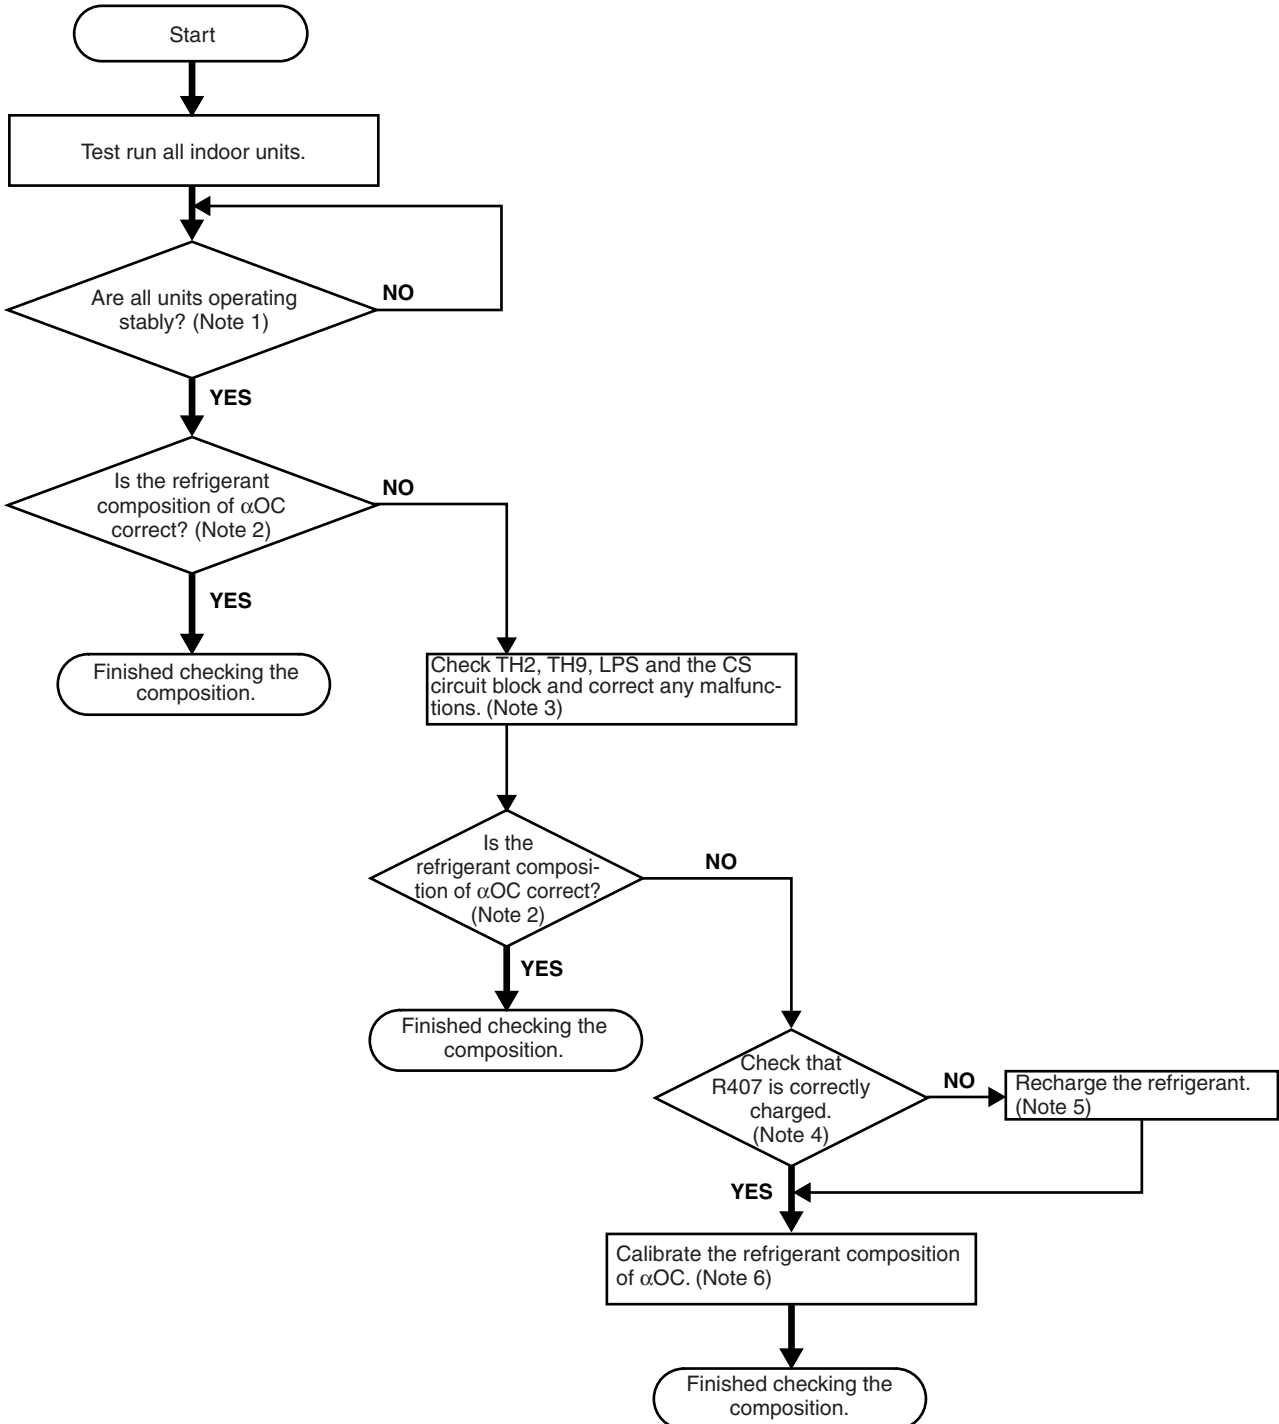 Start
Test run all indoor units.
Are all units operating
stably? (Note 1)
NO
YES
Is the refrigerant
composition of αOC
correct? (Note 2)
NO
YES
Finished checking the
composition.
Check TH2, TH9, LPS and the CS
circuit block and correct any malfunc-
tions. (Note 3)
Is the
refrigerant composi-
tion of αOC correct?
(Note 2)
NO
YES
Finished checking the
composition.
Check that
R407 is correctly
charged.
(Note 4)
NO
Recharge the refrigerant.
(Note 5)
YES
Calibrate the refrigerant composition
of αOC. (Note 6)
Finished checking the
composition.